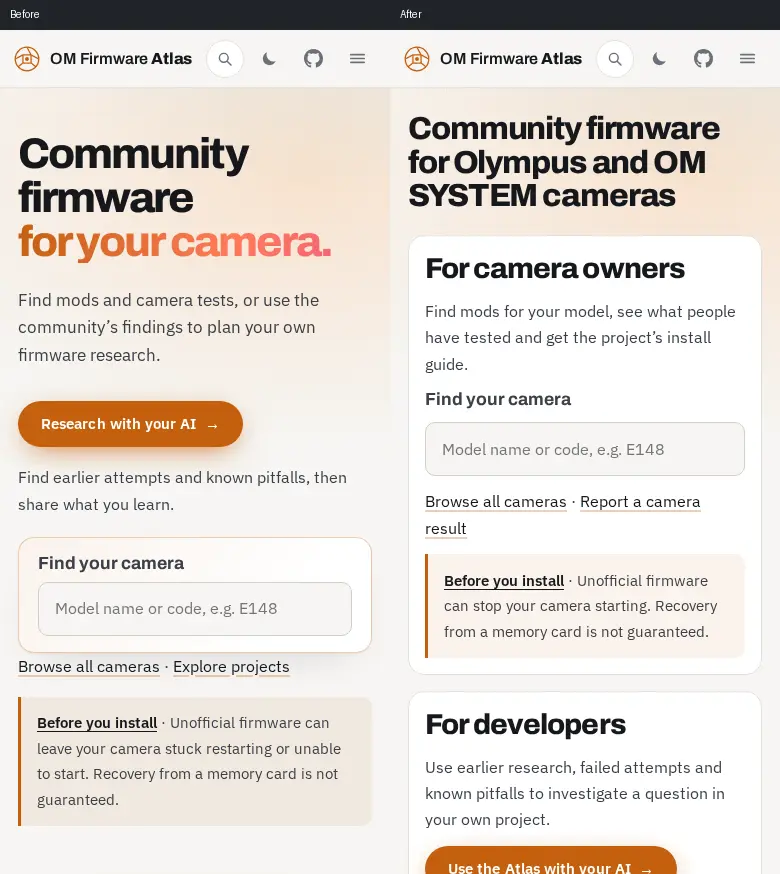 Before
OM Firmware Atlas
Community
firmware
for your camera.
Find mods and camera tests, or use the
community’s findings to plan your own
firmware research.
Research with your AI →
Find earlier attempts and known pitfalls, then
share what you learn.
Find your camera
Model name or code, e.g. E148
Browse all cameras · Explore projects
Before you install · Unofficial firmware can
leave your camera stuck restarting or unable
to start. Recovery from a memory card is not
guaranteed.
After
OM Firmware Atlas
Community firmware
for Olympus and OM
SYSTEM cameras
For camera owners
Find mods for your model, see what people
have tested and get the project’s install
guide.
Find your camera
Model name or code, e.g. E148
Browse all cameras · Report a camera
result
Before you install · Unofficial firmware
can stop your camera starting. Recovery
from a memory card is not guaranteed.
For developers
Use earlier research, failed attempts and
known pitfalls to investigate a question in
your own project.
Use the Atlas with your AI →